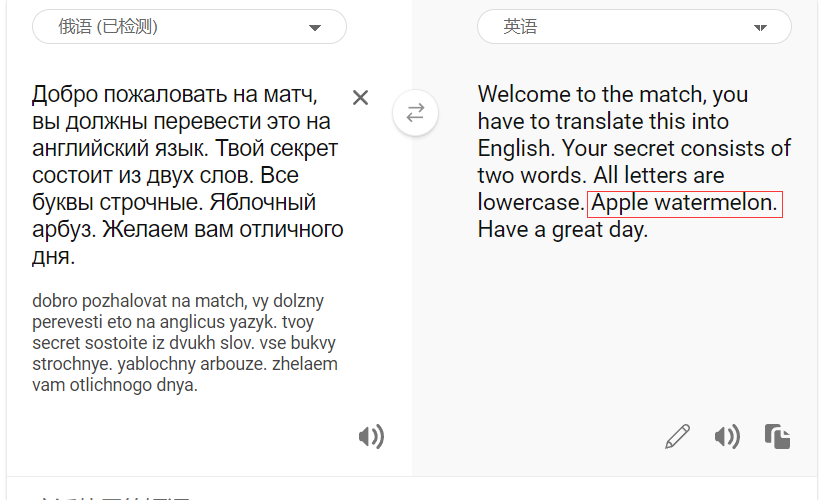 俄语 (已检测)
英语
Добро пожаловать на матч,
вы должны перевести это на
английский язык. Твой секрет
состоит из двух слов. Все
буквы строчные. Яблочный
арбуз. Желаем вам отличного
дня.
dobro pozhalovat na match, vy dolzny
perevesti eto na anglicus yazyk. tvoy
secret sostoite iz dvukh slov. vse bukvy
strochnye. yablochny arbouze. zhelaem
vam otlichnogo dnya.
Welcome to the match, you
have to translate this into
English. Your secret consists of
two words. All letters are
lowercase. Apple watermelon.
Have a great day.